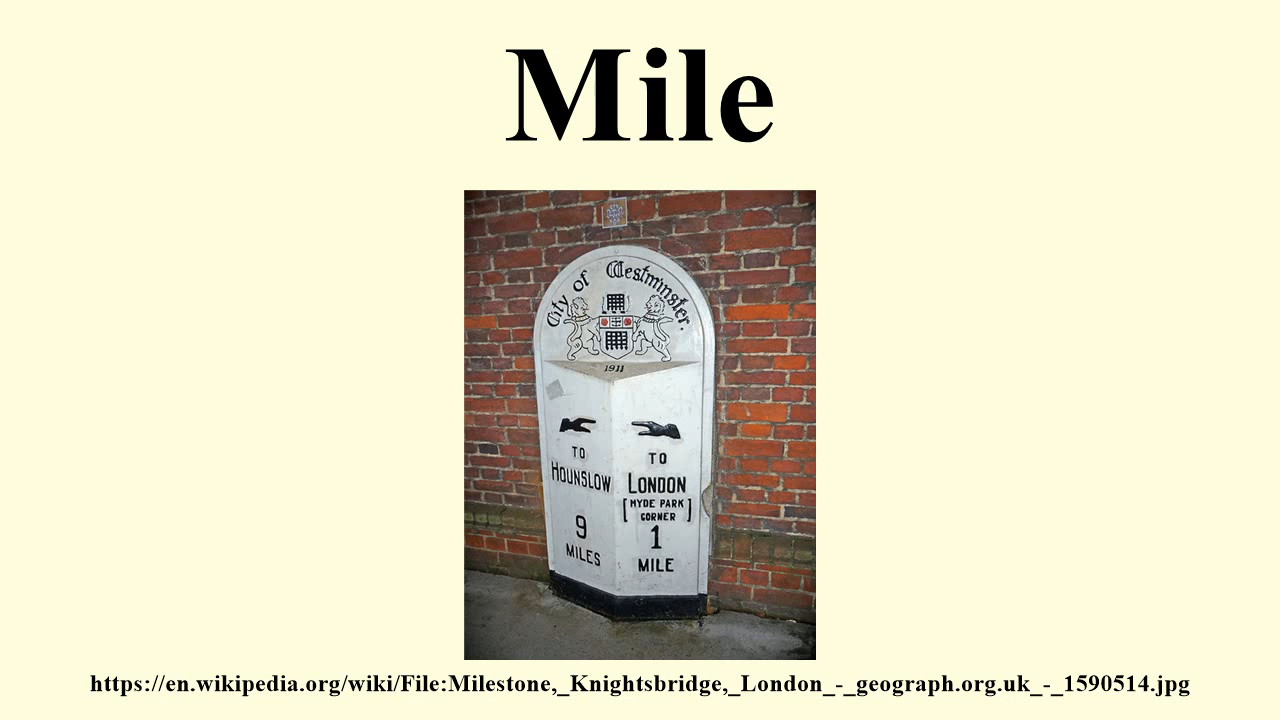 Mile
City of Westminster.
1911
TO
HOUNSLOW
9
MILES
TO
LONDON
[HYDE PARK
CORNER]
1
MILE
https://en.wikipedia.org/wiki/File:Milestone,_Knightsbridge,_London_-_geograph.org.uk_-_1590514.jpg